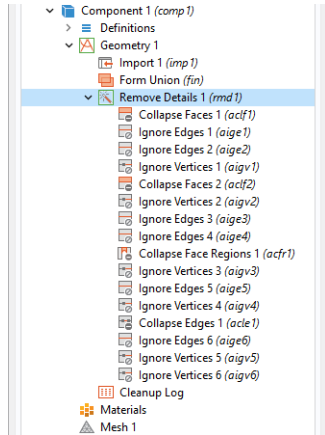 Component 1 (comp1)
Definitions
Geometry 1
Import 1 (imp1)
Form Union (fin)
Remove Details 1 (rmd1)
Collapse Faces 1 (aclf1)
Ignore Edges 1 (aige1)
Ignore Edges 2 (aige2)
Ignore Vertices 1 (aigv1)
Collapse Faces 2 (aclf2)
Ignore Vertices 2 (aigv2)
Ignore Edges 3 (aige3)
Ignore Edges 4 (aige4)
Collapse Face Regions 1 (acfr1)
Ignore Vertices 3 (aigv3)
Ignore Edges 5 (aige5)
Ignore Vertices 4 (aigv4)
Collapse Edges 1 (acle1)
Ignore Edges 6 (aige6)
Ignore Vertices 5 (aigv5)
Ignore Vertices 6 (aigv6)
Cleanup Log
Materials
Mesh 1